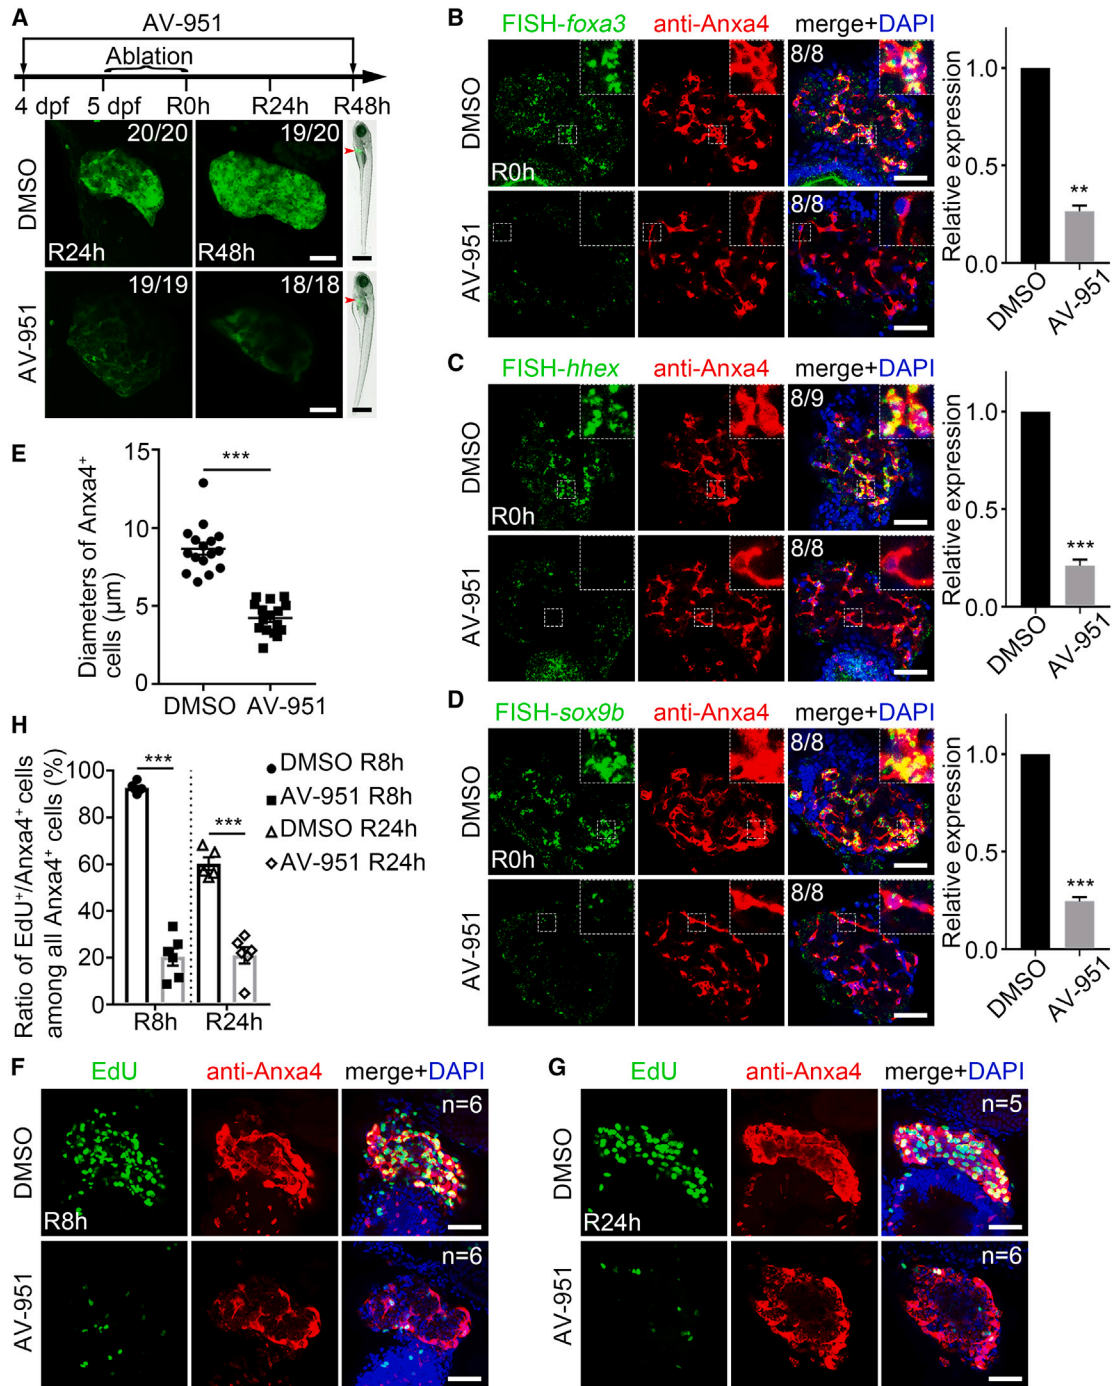 A
AV-951
Ablation
4 dpf 5 dpf R0h R24h R48h
DMSO
20/20
R24h
19/20
R48h
AV-951
19/19
18/18
B
FISH-foxa3 anti-Anxa4 merge+DAPI
DMSO
R0h
8/8
AV-951
8/8
Relative expression
1.0
0.5
0.0
**
DMSO
AV-951
C
FISH-hhex anti-Anxa4 merge+DAPI
DMSO
R0h
8/9
AV-951
8/8
Relative expression
1.0
0.5
0.0
***
DMSO
AV-951
D
FISH-sox9b anti-Anxa4 merge+DAPI
DMSO
R0h
8/8
AV-951
8/8
Relative expression
1.0
0.5
0.0
***
DMSO
AV-951
E
Diameters of Anxa4⁺
cells (µm)
15
10
5
0
***
DMSO AV-951
H
Ratio of EdU⁺/Anxa4⁺ cells
among all Anxa4⁺ cells (%)
100
80
60
40
20
0
***
***
R8h R24h
DMSO R8h
AV-951 R8h
DMSO R24h
AV-951 R24h
F
EdU anti-Anxa4 merge+DAPI
DMSO
R8h
n=6
AV-951
n=6
G
EdU anti-Anxa4 merge+DAPI
DMSO
R24h
n=5
AV-951
n=6